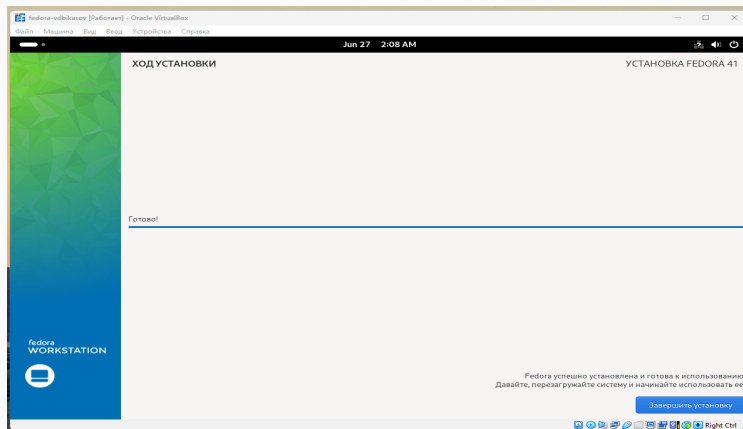 fedora-vdbikasov [Работает] - Oracle VirtualBox
Файл Машина Вид Ввод Устройства Справка
Jun 27 2:08 AM
ХОД УСТАНОВКИ
УСТАНОВКА FEDORA 41
Готово!
fedora
WORKSTATION
Fedora успешно установлена и готова к использованию
Давайте, перезагружайте систему и начинайте использовать ее
Завершить установку
Right Ctrl